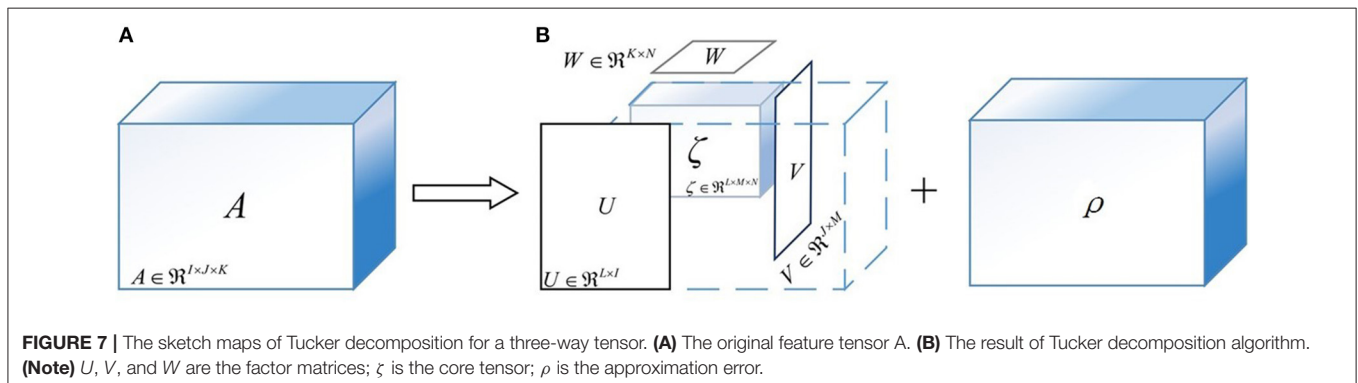 A
B
W ∈ ℜ^{K×N}
W
A
A ∈ ℜ^{I×J×K}
ζ
ζ ∈ ℜ^{L×M×N}
U
U ∈ ℜ^{L×I}
V
V ∈ ℜ^{J×M}
+
ρ
FIGURE 7 | The sketch maps of Tucker decomposition for a three-way tensor. (A) The original feature tensor A. (B) The result of Tucker decomposition algorithm.
(Note) U, V, and W are the factor matrices; ζ is the core tensor; ρ is the approximation error.